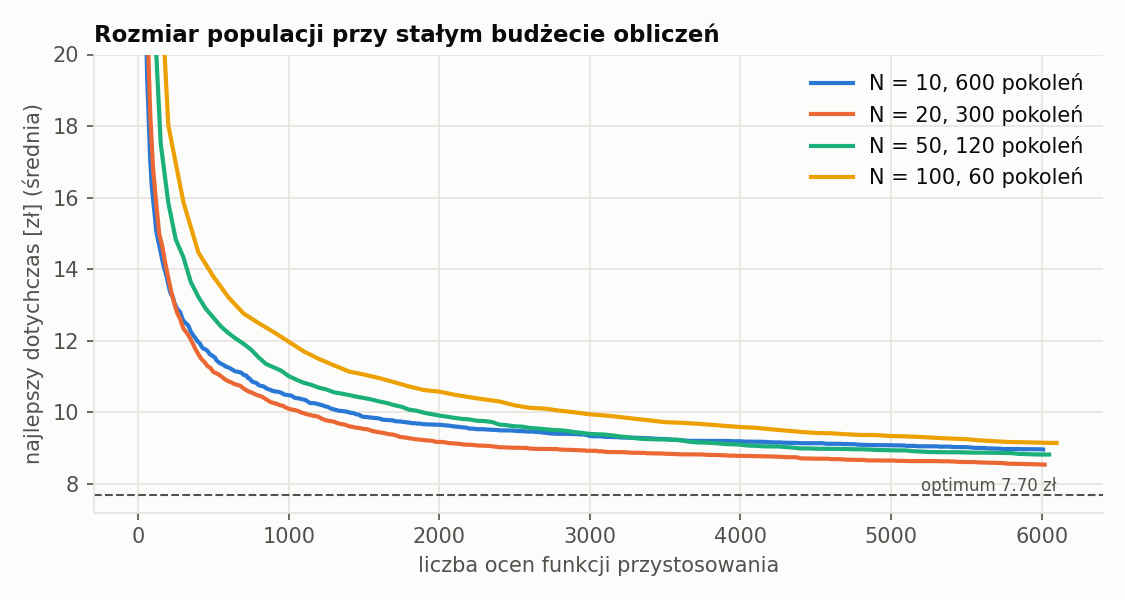 Rozmiar populacji przy stałym budżecie obliczeń
najlepszy dotychczas [zł] (średnia)
20
18
16
14
12
10
8
N = 10, 600 pokoleń
N = 20, 300 pokoleń
N = 50, 120 pokoleń
N = 100, 60 pokoleń
optimum 7.70 zł
0 1000 2000 3000 4000 5000 6000
liczba ocen funkcji przystosowania